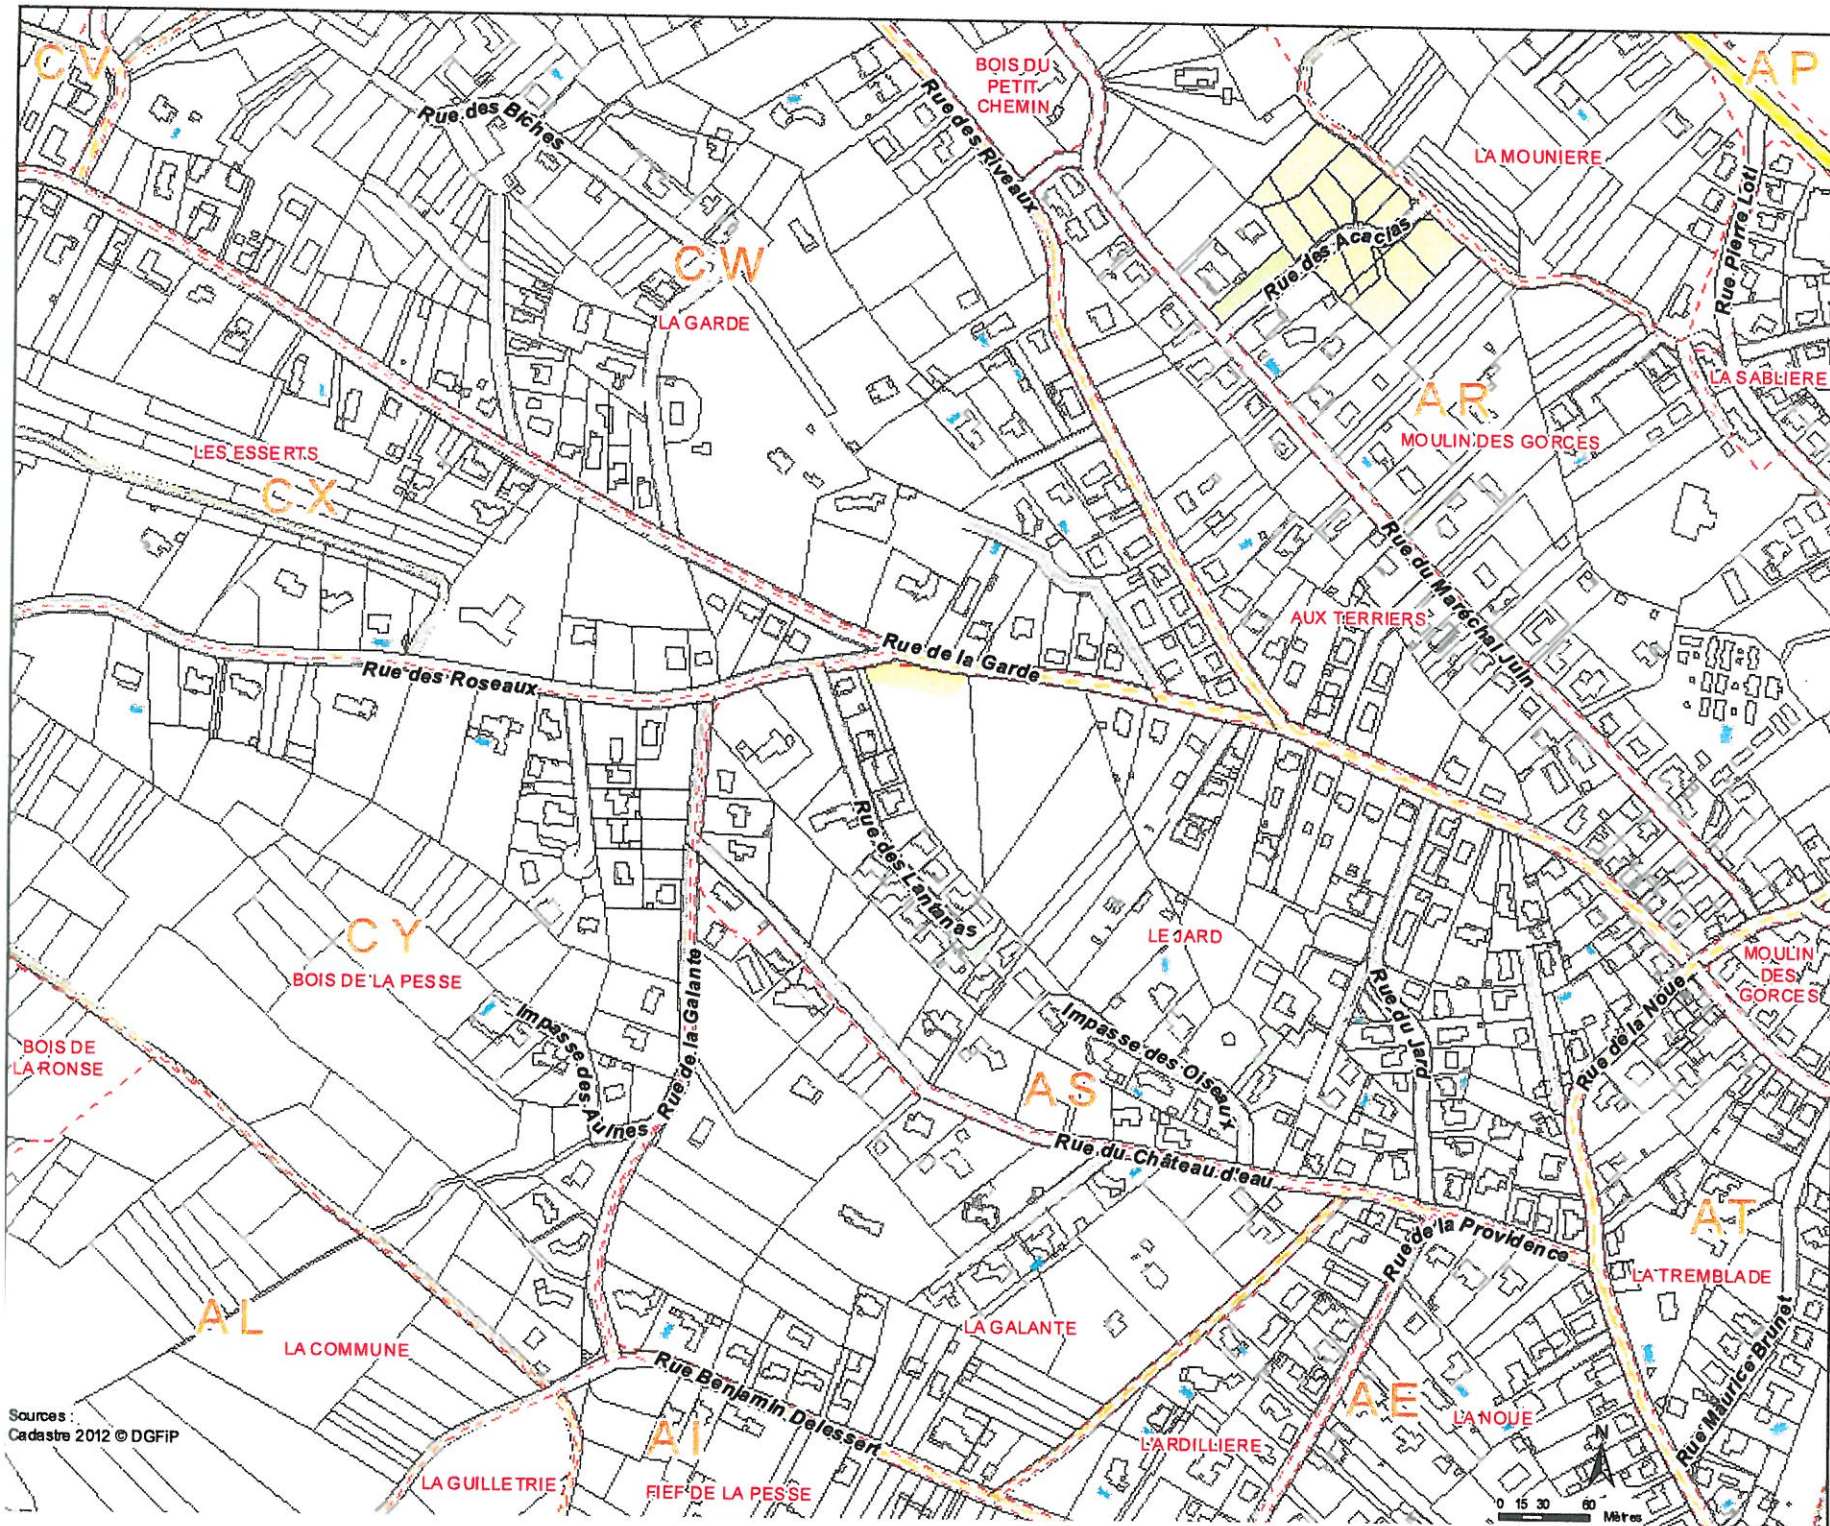 CV
AP
BOIS DU
PETIT
CHEMIN
Rue des Biches
Rue des Riveaux
LA MOUNIERE
Rue Pierre Loti
CW
Rue des Acacias
LA GARDE
LA SABLIERE
AR
MOULIN DES GORCES
LES ESSERTS
CX
Rue du Maréchal Juin
AUX TERRIERS
Rue de la Garde
Rue des Roseaux
Rue des Lantanas
CY
LE JARD
BOIS DE LA PESSE
MOULIN
DES
GORCES
Rue de la Galante
Rue du Jard
Rue de la Noue
Impasse des Aulnes
Impasse des Oiseaux
BOIS DE
LA RONSE
AS
Rue du Château d'eau
AT
Rue de la Providence
LA TREMBLADE
AL
LA COMMUNE
LA GALANTE
Rue Maurice Brunet
Rue Benjamin Delessert
AE
LA NOUE
Sources :
Cadastre 2012 © DGFiP
AI
L'ARDILLIERE
N
LA GUILLETRIE
FIEF DE LA PESSE
0 15 30 60
Mètres